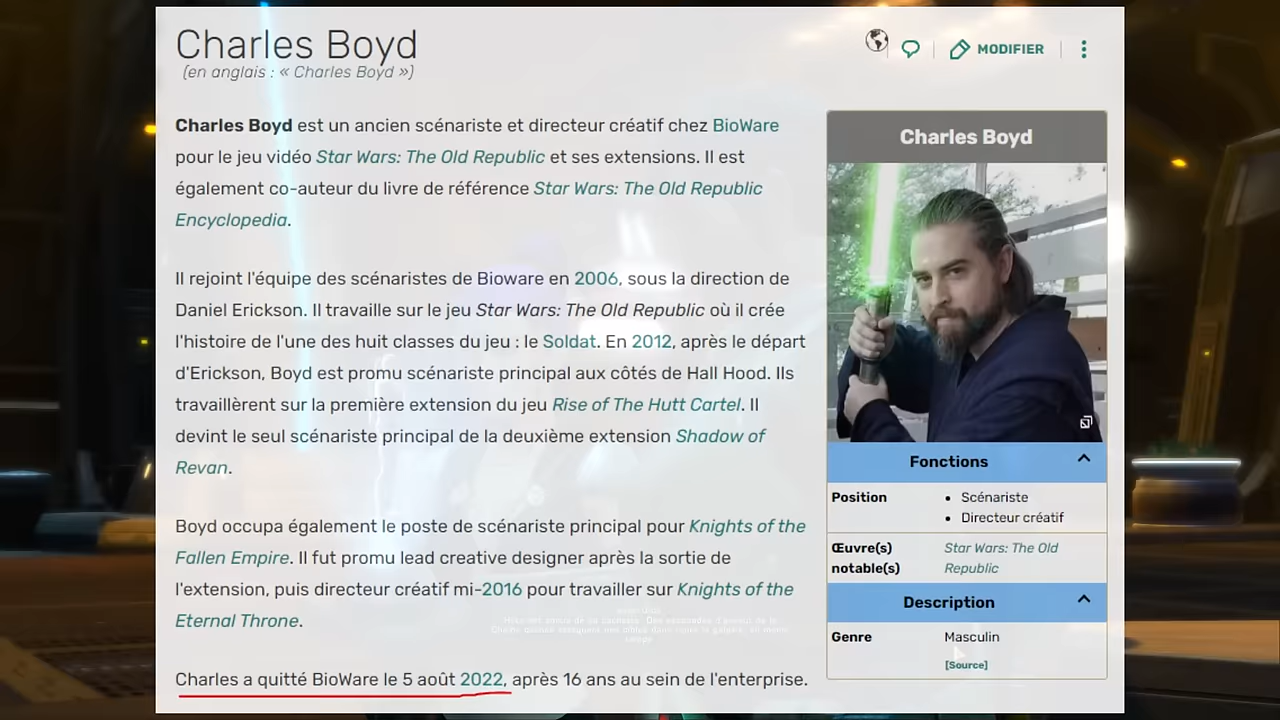 Charles Boyd
(en anglais : « Charles Boyd »)
MODIFIER
Charles Boyd est un ancien scénariste et directeur créatif chez BioWare
pour le jeu vidéo Star Wars: The Old Republic et ses extensions. Il est
également co-auteur du livre de référence Star Wars: The Old Republic
Encyclopedia.
Il rejoint l'équipe des scénaristes de Bioware en 2006, sous la direction de
Daniel Erickson. Il travaille sur le jeu Star Wars: The Old Republic où il crée
l'histoire de l'une des huit classes du jeu : le Soldat. En 2012, après le départ
d'Erickson, Boyd est promu scénariste principal aux côtés de Hall Hood. Ils
travaillèrent sur la première extension du jeu Rise of The Hutt Cartel. Il
devint le seul scénariste principal de la deuxième extension Shadow of
Revan.
Boyd occupa également le poste de scénariste principal pour Knights of the
Fallen Empire. Il fut promu lead creative designer après la sortie de
l'extension, puis directeur créatif mi-2016 pour travailler sur Knights of the
Eternal Throne.
Charles a quitté BioWare le 5 août 2022, après 16 ans au sein de l'enterprise.
Charles Boyd
Fonctions
Position
• Scénariste
• Directeur créatif
Œuvre(s)
notable(s)
Star Wars: The Old
Republic
Description
Genre
Masculin
[Source]